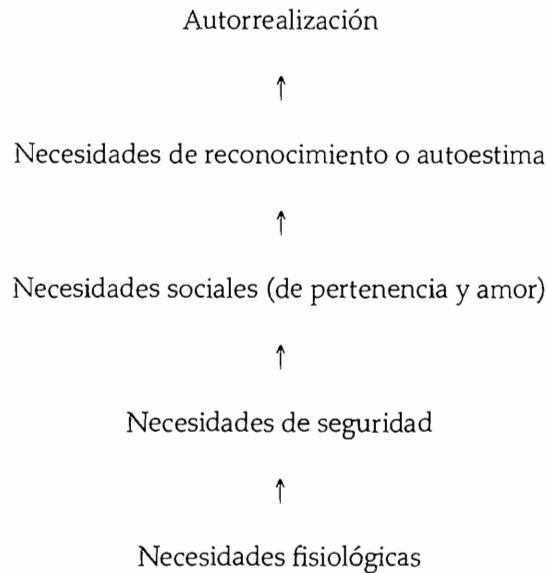 Autorrealización
↑
Necesidades de reconocimiento o autoestima
↑
Necesidades sociales (de pertenencia y amor)
↑
Necesidades de seguridad
↑
Necesidades fisiológicas